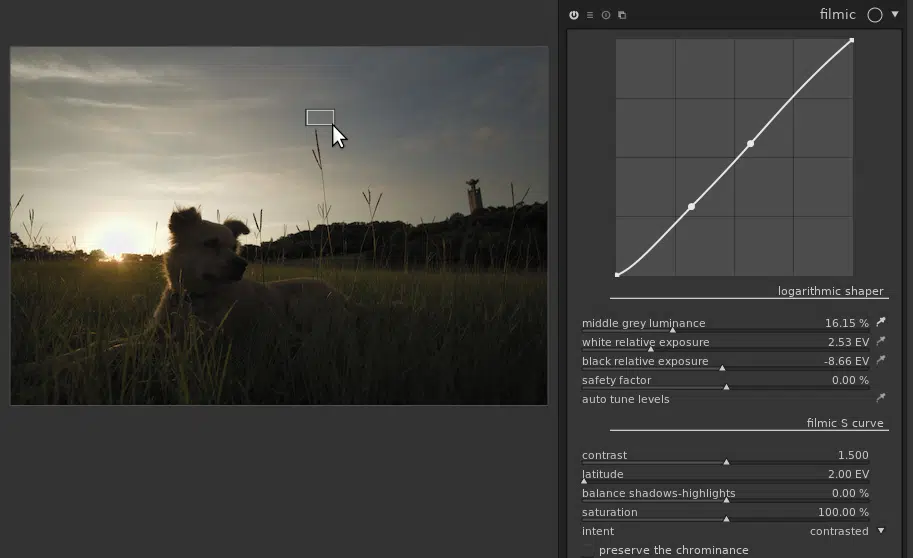 filmic
logarithmic shaper
middle grey luminance 16.15 %
white relative exposure 2.53 EV
black relative exposure -8.66 EV
safety factor 0.00 %
auto tune levels
filmic S curve
contrast 1.500
latitude 2.00 EV
balance shadows-highlights 0.00 %
saturation 100.00 %
intent contrasted
preserve the chrominance